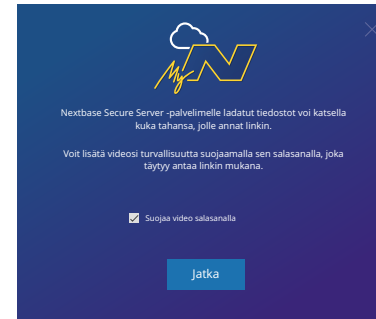 My N
Nextbase Secure Server -palvelimelle ladatut tiedostot voi katsella
kuka tahansa, jolle annat linkin.
Voit lisätä videosi turvallisuutta suojaamalla sen salasanalla, joka
täytyy antaa linkin mukana.
Suojaa video salasanalla
Jatka